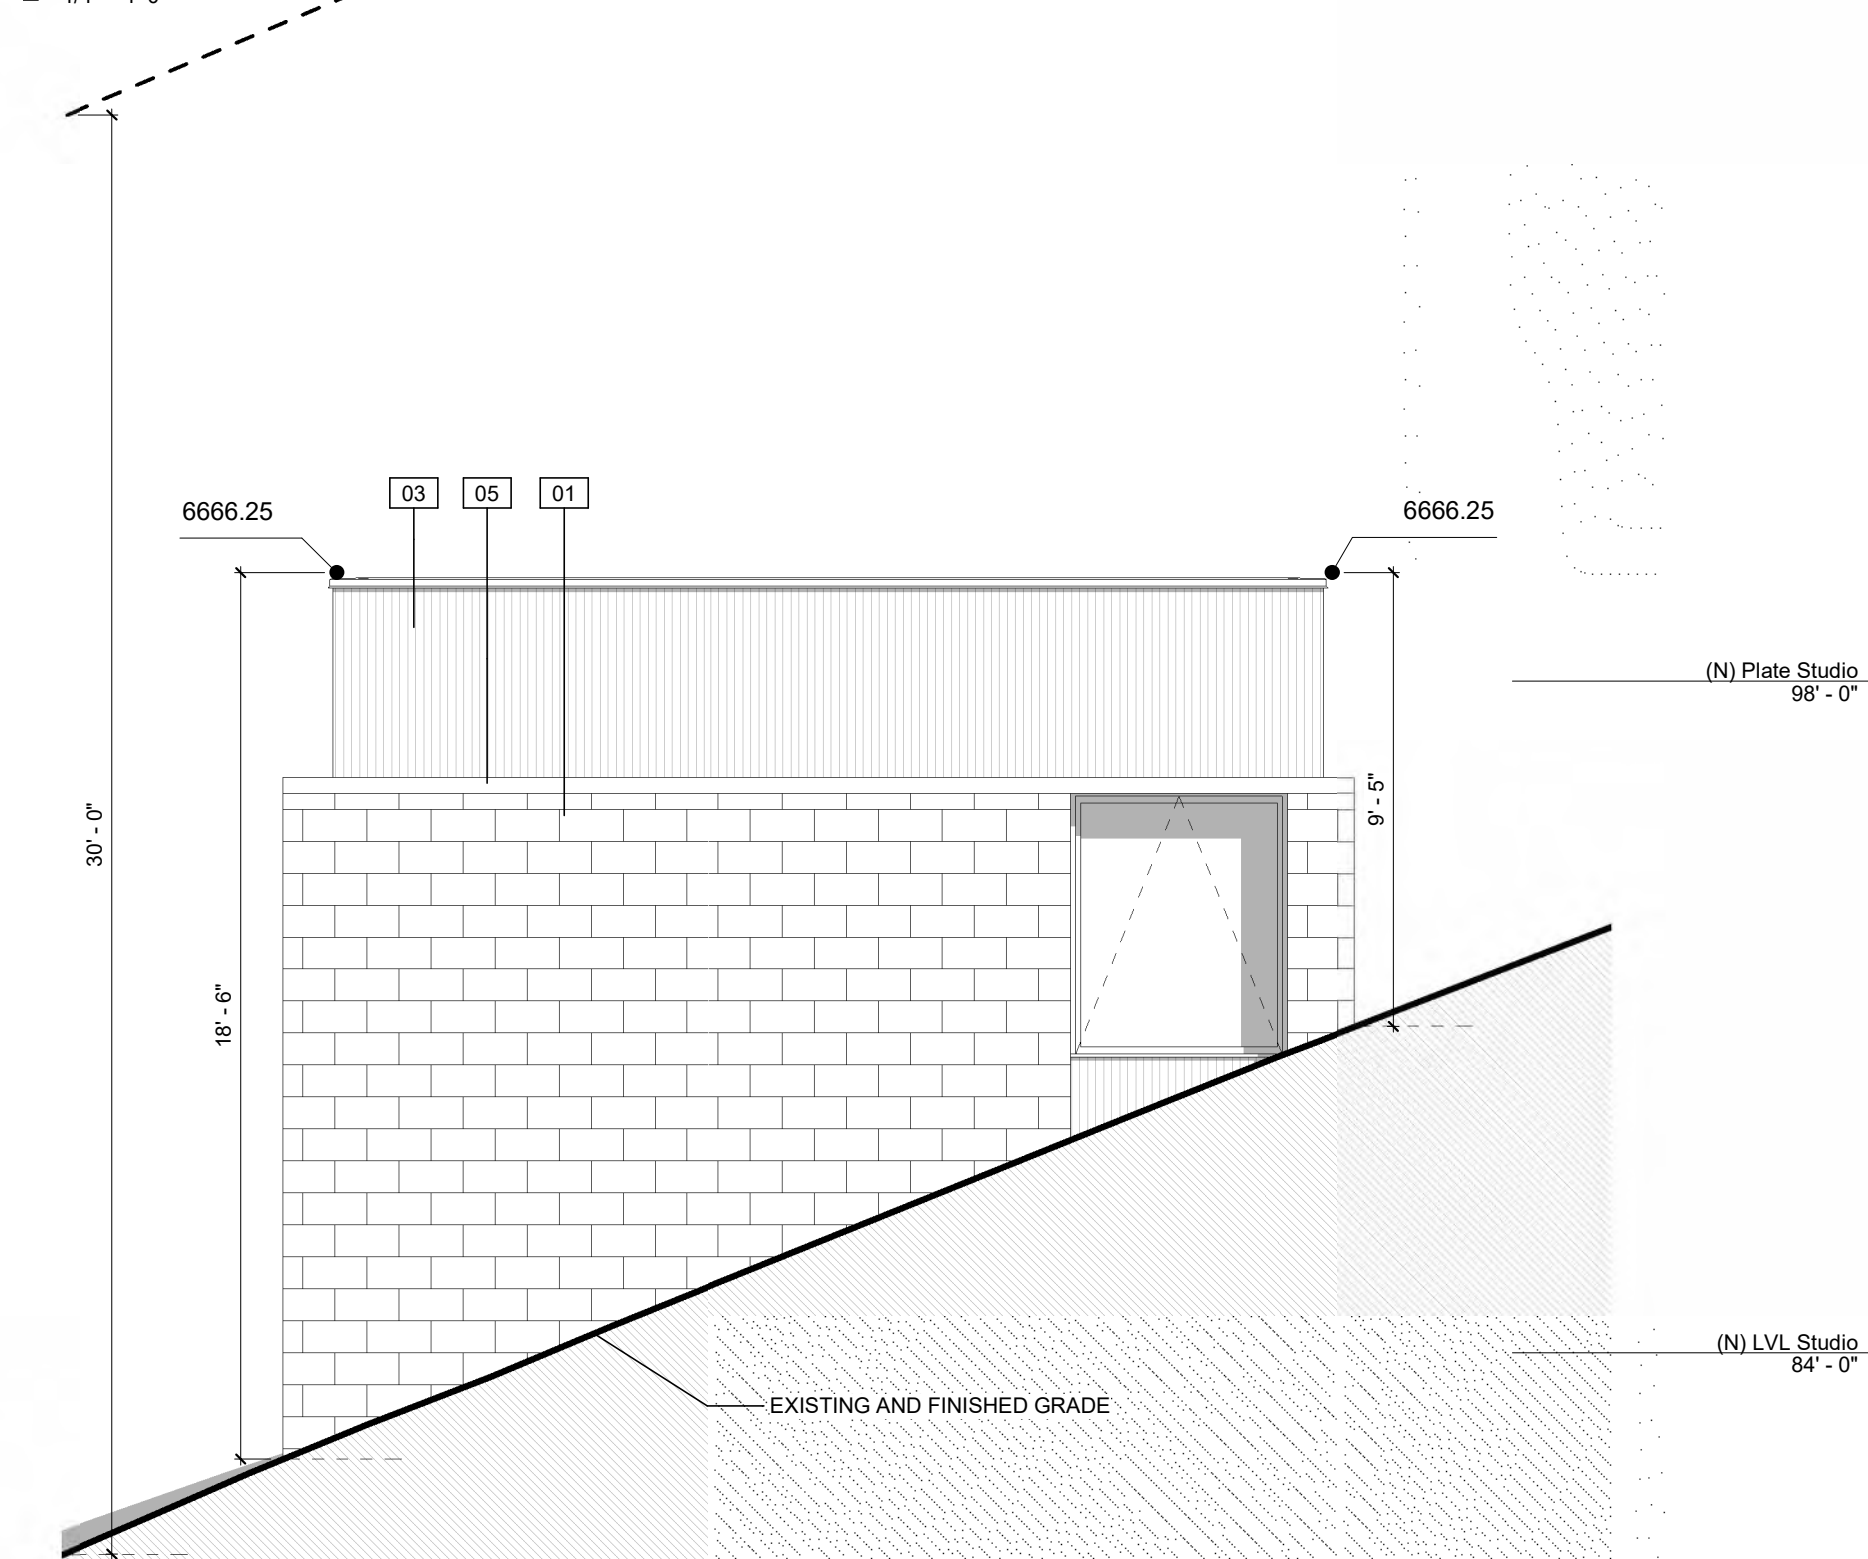 03
05
01
6666.25
6666.25
(N) Plate Studio
98' - 0"
9' - 5"
30' - 0"
18' - 6"
(N) LVL Studio
84' - 0"
EXISTING AND FINISHED GRADE